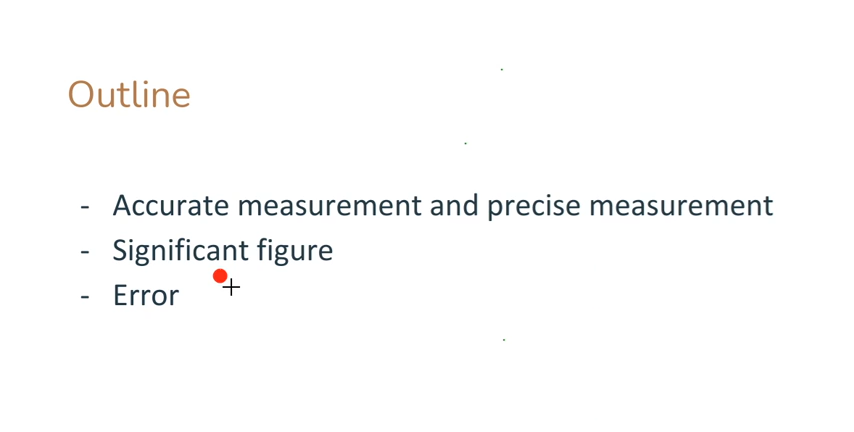 Outline
- Accurate measurement and precise measurement
- Significant figure
- Error